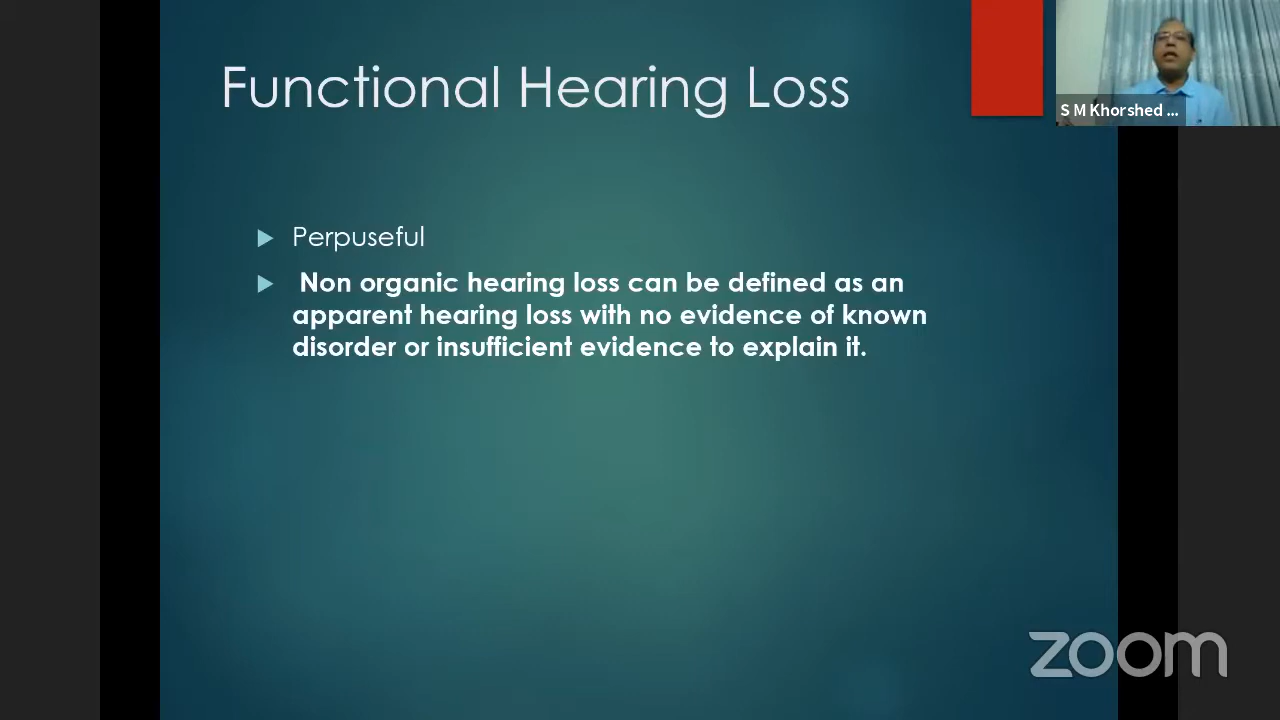 Functional Hearing Loss
S M Khorshed ...
Perpuseful
Non organic hearing loss can be defined as an
apparent hearing loss with no evidence of known
disorder or insufficient evidence to explain it.
zoom